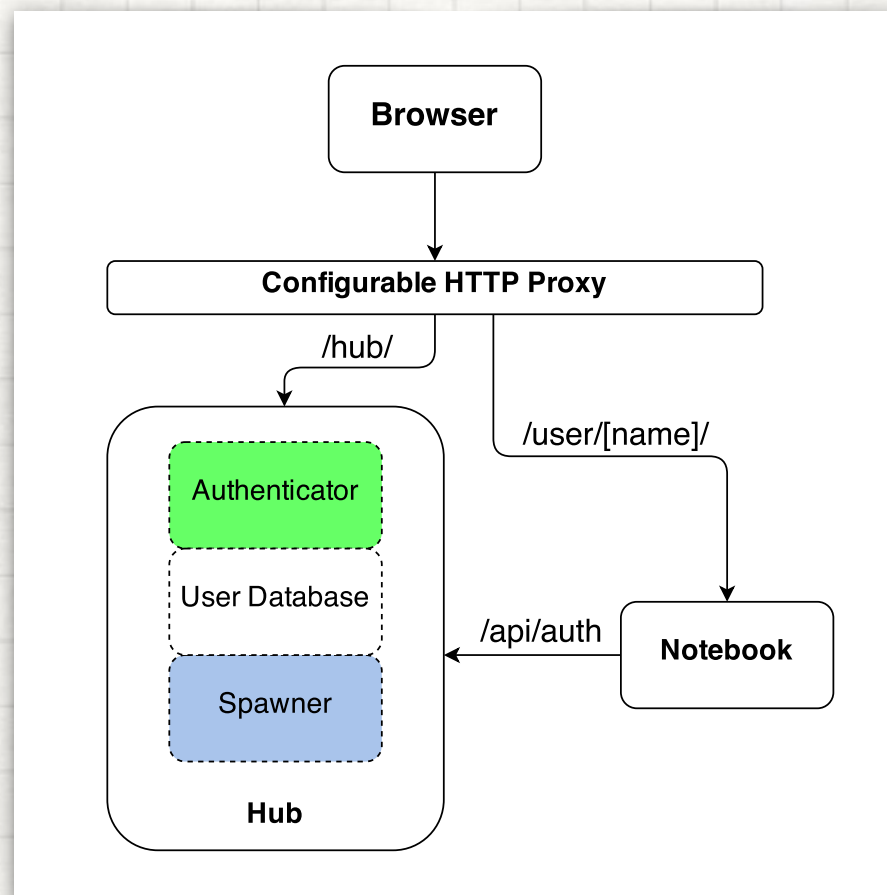 Browser
Configurable HTTP Proxy
/hub/
/user/[name]/
Authenticator
User Database
/api/auth
Notebook
Spawner
Hub